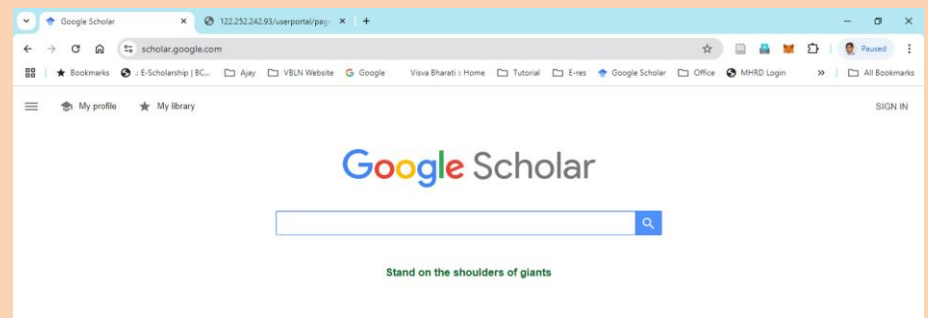 Google Scholar 122.252.242.93/userportal/page
scholar.google.com Paused
Bookmarks .: E-Scholarship | BC... Ajay VBLN Website Google Visva Bharati :: Home Tutorial E-res Google Scholar Office MHRD Login » All Bookmarks
My profile My library SIGN IN
Google Scholar
Stand on the shoulders of giants